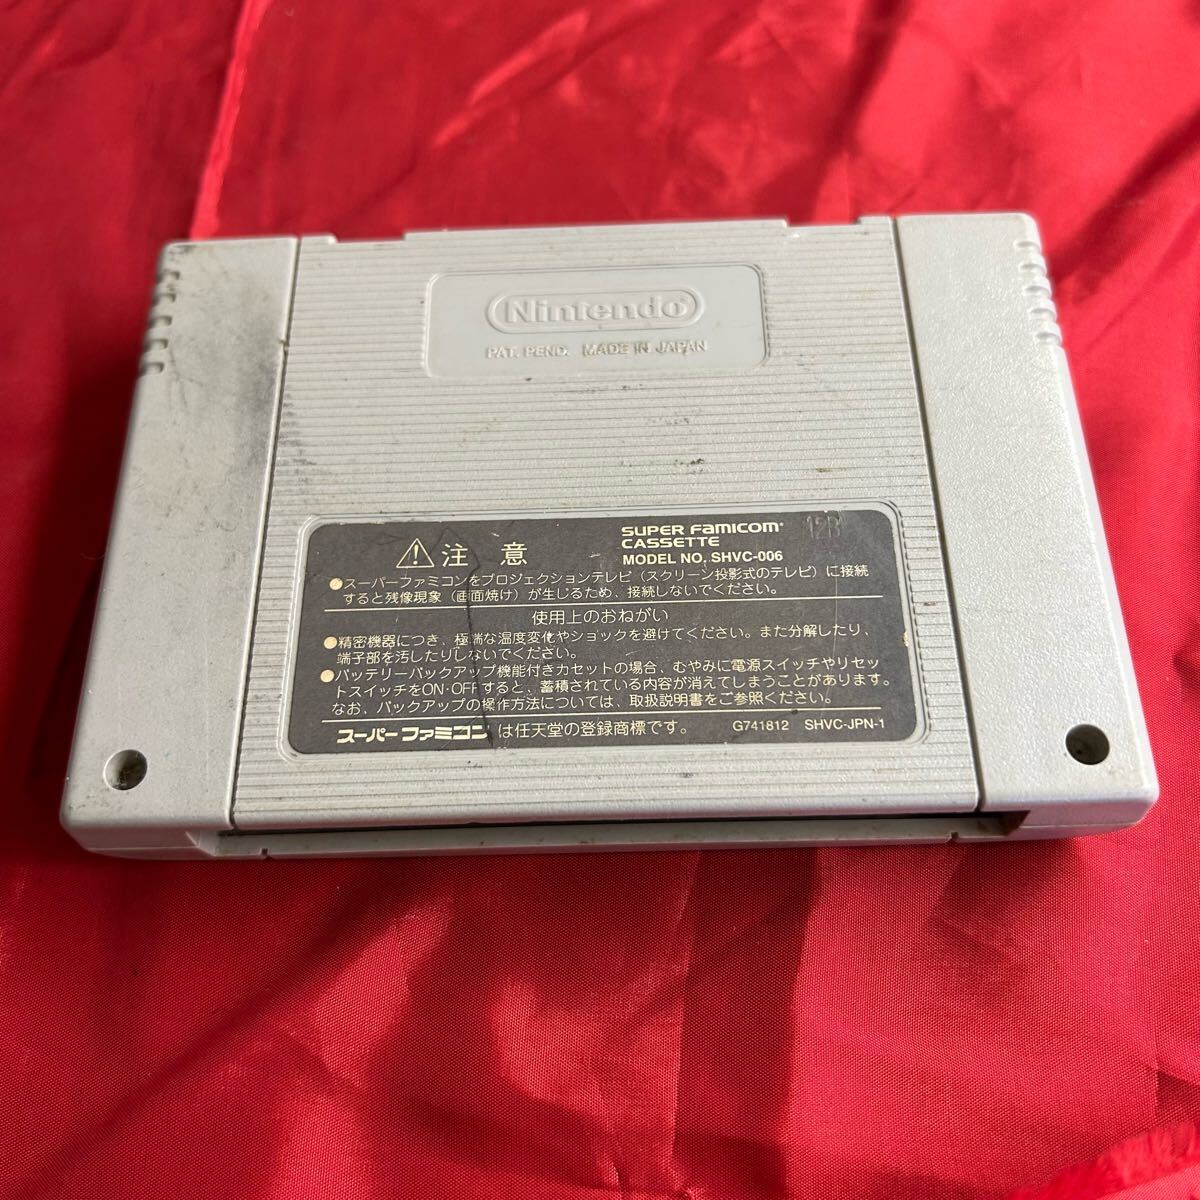 Nintendo
PAT. PEND. MADE IN JAPAN
⚠注意
SUPER FAMICOM
CASSETTE
MODEL NO. SHVC-006
12B
●スーパーファミコンをプロジェクションテレビ（スクリーン投影式のテレビ）に接続
すると残像現象（画面焼け）が生じるため、接続しないでください。
使用上のおねがい
●精密機器につき、極端な温度変化やショックを避けてください。また分解したり、
端子部を汚したりしないでください。
●バッテリーバックアップ機能付きカセットの場合、むやみに電源スイッチやリセッ
トスイッチをON・OFFすると、蓄積されている内容が消えてしまうことがあります。
なお、バックアップの操作方法については、取扱説明書をご参照ください。
スーパーファミコンは任天堂の登録商標です。 G741812 SHVC-JPN-1